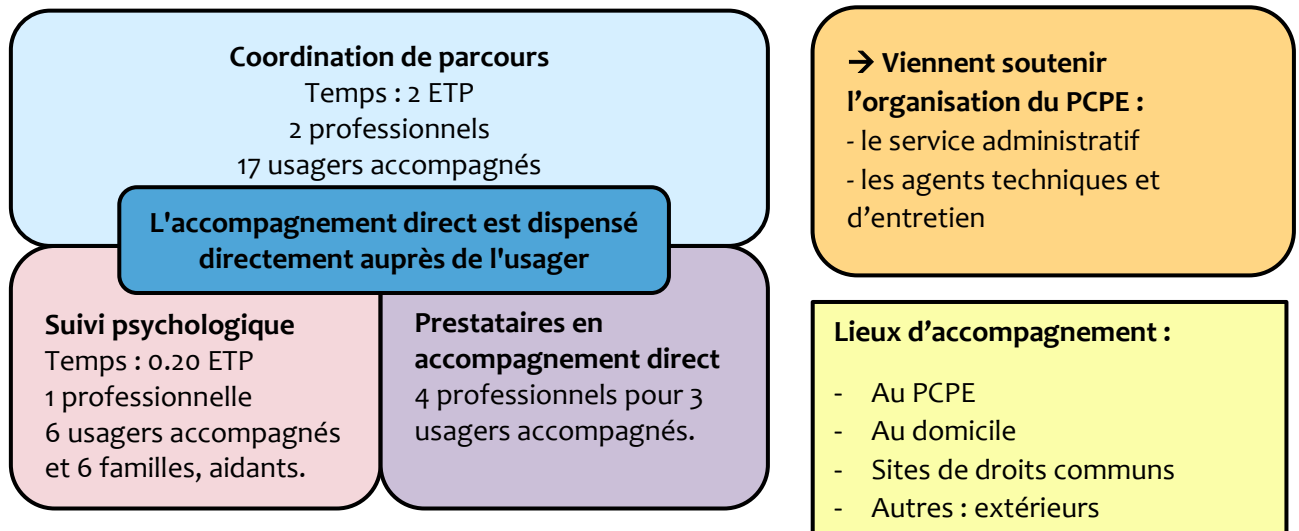 Coordination de parcours
Temps : 2 ETP
2 professionnels
17 usagers accompagnés
L'accompagnement direct est dispensé
directement auprès de l'usager
Suivi psychologique
Temps : 0.20 ETP
1 professionnelle
6 usagers accompagnés
et 6 familles, aidants.
Prestataires en
accompagnement direct
4 professionnels pour 3
usagers accompagnés.
→ Viennent soutenir
l’organisation du PCPE :
- le service administratif
- les agents techniques et
d’entretien
Lieux d’accompagnement :
- Au PCPE
- Au domicile
- Sites de droits communs
- Autres : extérieurs